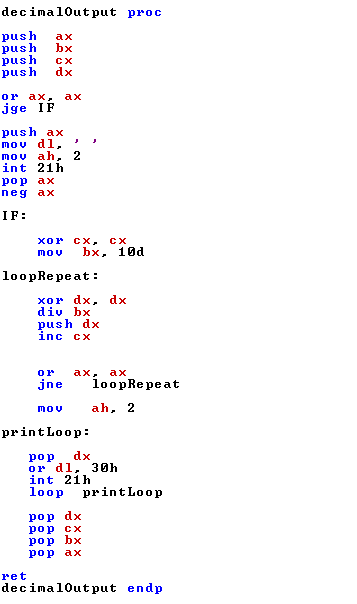 decimalOutput proc
push ax
push bx
push cx
push dx
or ax, ax
jge IF
push ax
mov dl, ' '
mov ah, 2
int 21h
pop ax
neg ax
IF:
xor cx, cx
mov bx, 10d
loopRepeat:
xor dx, dx
div bx
push dx
inc cx
or ax, ax
jne loopRepeat
mov ah, 2
printLoop:
pop dx
or dl, 30h
int 21h
loop printLoop
pop dx
pop cx
pop bx
pop ax
ret
decimalOutput endp